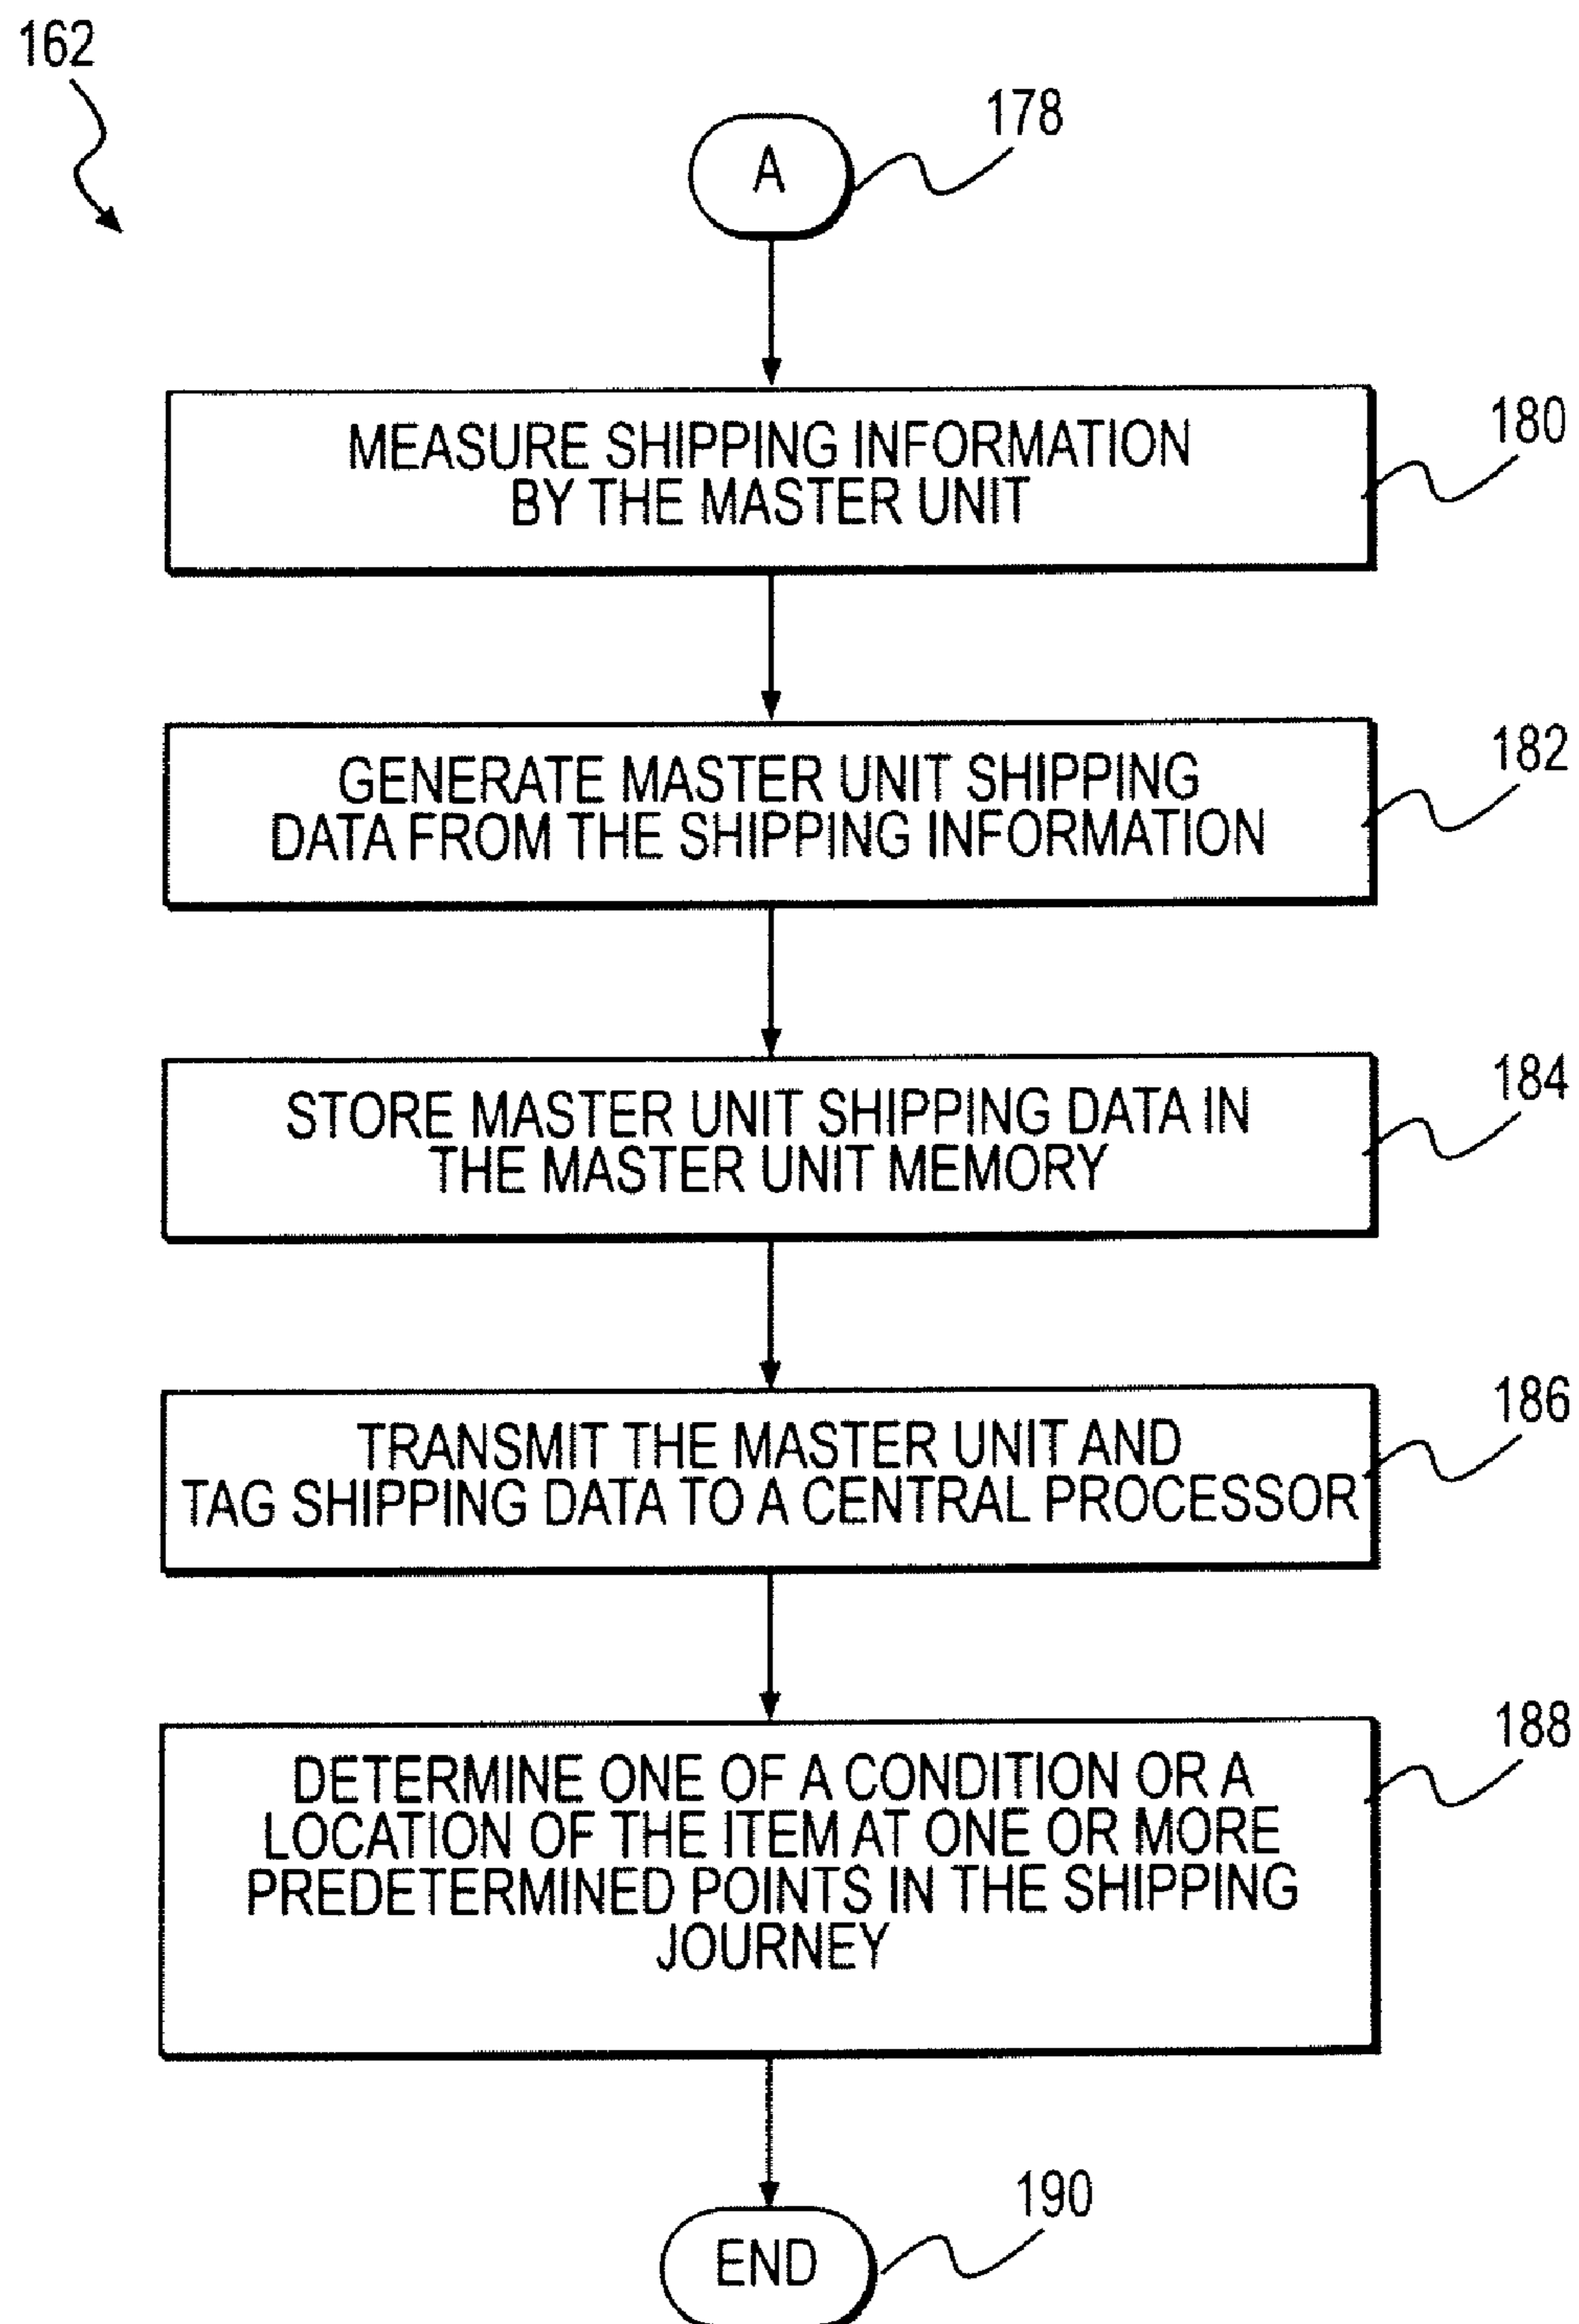 162
178
A
180
MEASURE SHIPPING INFORMATION
BY THE MASTER UNIT
182
GENERATE MASTER UNIT SHIPPING
DATA FROM THE SHIPPING INFORMATION
184
STORE MASTER UNIT SHIPPING DATA IN
THE MASTER UNIT MEMORY
186
TRANSMIT THE MASTER UNIT AND
TAG SHIPPING DATA TO A CENTRAL PROCESSOR
188
DETERMINE ONE OF A CONDITION OR A
LOCATION OF THE ITEM AT ONE OR MORE
PREDETERMINED POINTS IN THE SHIPPING
JOURNEY
190
END